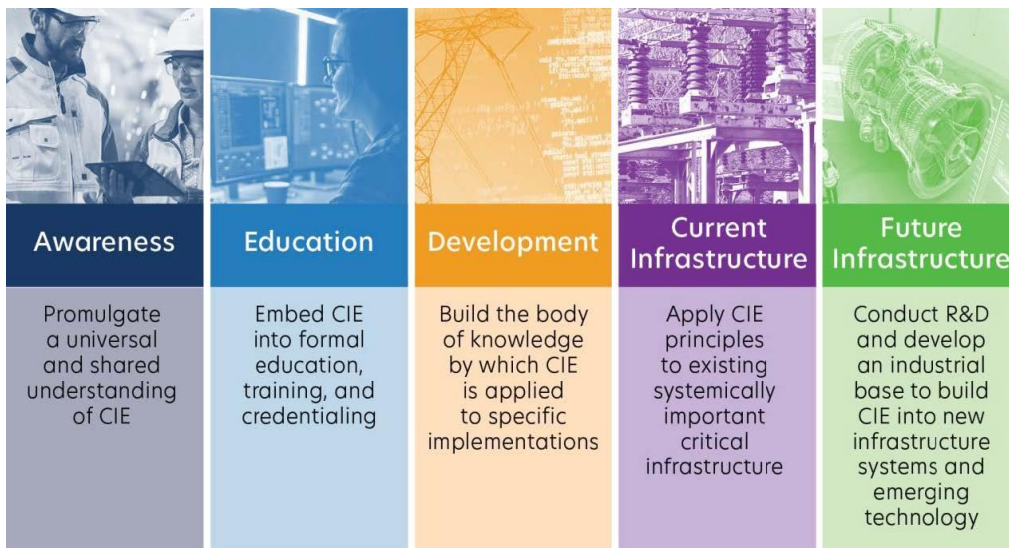 Awareness
Promulgate
a universal
and shared
understanding
of CIE
Education
Embed CIE
into formal
education,
training, and
credentialing
Development
Build the body
of knowledge
by which CIE
is applied
to specific
implementations
Current
Infrastructure
Apply CIE
principles
to existing
systemically
important
critical
infrastructure
Future
Infrastructure
Conduct R&D
and develop
an industrial
base to build
CIE into new
infrastructure
systems and
emerging
technology